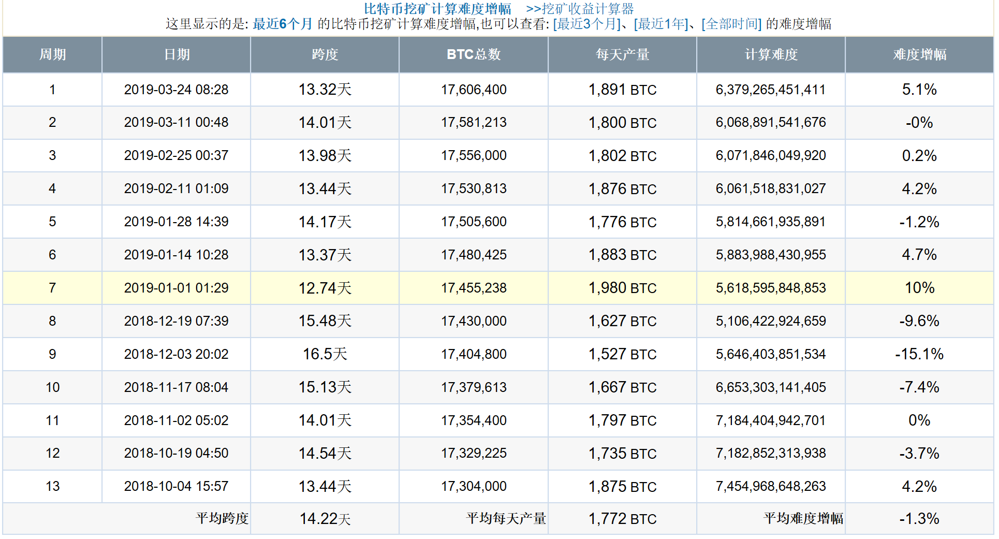 比特币挖矿计算难度增幅 >>挖矿收益计算器
这里显示的是: 最近6个月 的比特币挖矿计算难度增幅,也可以查看: [最近3个月]、[最近1年]、[全部时间] 的难度增幅
周期 日期 跨度 BTC总数 每天产量 计算难度 难度增幅
1 2019-03-24 08:28 13.32天 17,606,400 1,891 BTC 6,379,265,451,411 5.1%
2 2019-03-11 00:48 14.01天 17,581,213 1,800 BTC 6,068,891,541,676 -0%
3 2019-02-25 00:37 13.98天 17,556,000 1,802 BTC 6,071,846,049,920 0.2%
4 2019-02-11 01:09 13.44天 17,530,813 1,876 BTC 6,061,518,831,027 4.2%
5 2019-01-28 14:39 14.17天 17,505,600 1,776 BTC 5,814,661,935,891 -1.2%
6 2019-01-14 10:28 13.37天 17,480,425 1,883 BTC 5,883,988,430,955 4.7%
7 2019-01-01 01:29 12.74天 17,455,238 1,980 BTC 5,618,595,848,853 10%
8 2018-12-19 07:39 15.48天 17,430,000 1,627 BTC 5,106,422,924,659 -9.6%
9 2018-12-03 20:02 16.5天 17,404,800 1,527 BTC 5,646,403,851,534 -15.1%
10 2018-11-17 08:04 15.13天 17,379,613 1,667 BTC 6,653,303,141,405 -7.4%
11 2018-11-02 05:02 14.01天 17,354,400 1,797 BTC 7,184,404,942,701 0%
12 2018-10-19 04:50 14.54天 17,329,225 1,735 BTC 7,182,852,313,938 -3.7%
13 2018-10-04 15:57 13.44天 17,304,000 1,875 BTC 7,454,968,648,263 4.2%
平均跨度 14.22天 平均每天产量 1,772 BTC 平均难度增幅 -1.3%